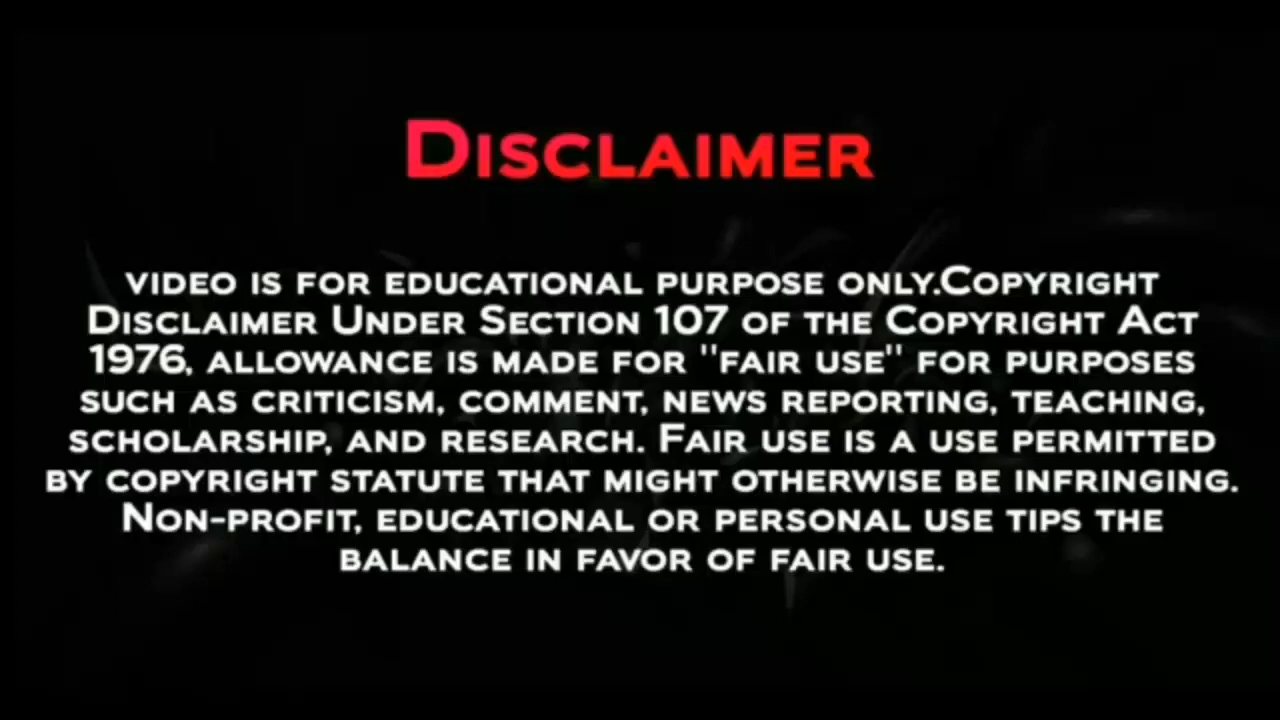 Disclaimer
video is for educational purpose only.Copyright
Disclaimer Under Section 107 of the Copyright Act
1976, allowance is made for "fair use" for purposes
such as criticism, comment, news reporting, teaching,
scholarship, and research. Fair use is a use permitted
by copyright statute that might otherwise be infringing.
Non-profit, educational or personal use tips the
balance in favor of fair use.